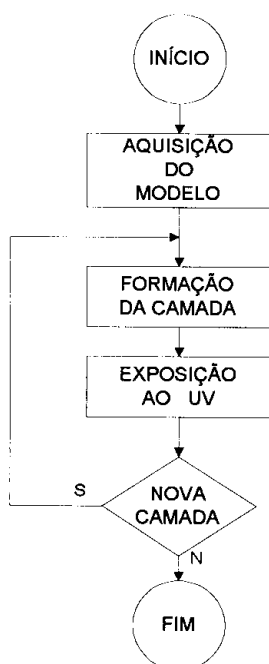 INÍCIO
AQUISIÇÃO
DO
MODELO
FORMAÇÃO
DA CAMADA
EXPOSIÇÃO
AO UV
S
NOVA
CAMADA
N
FIM